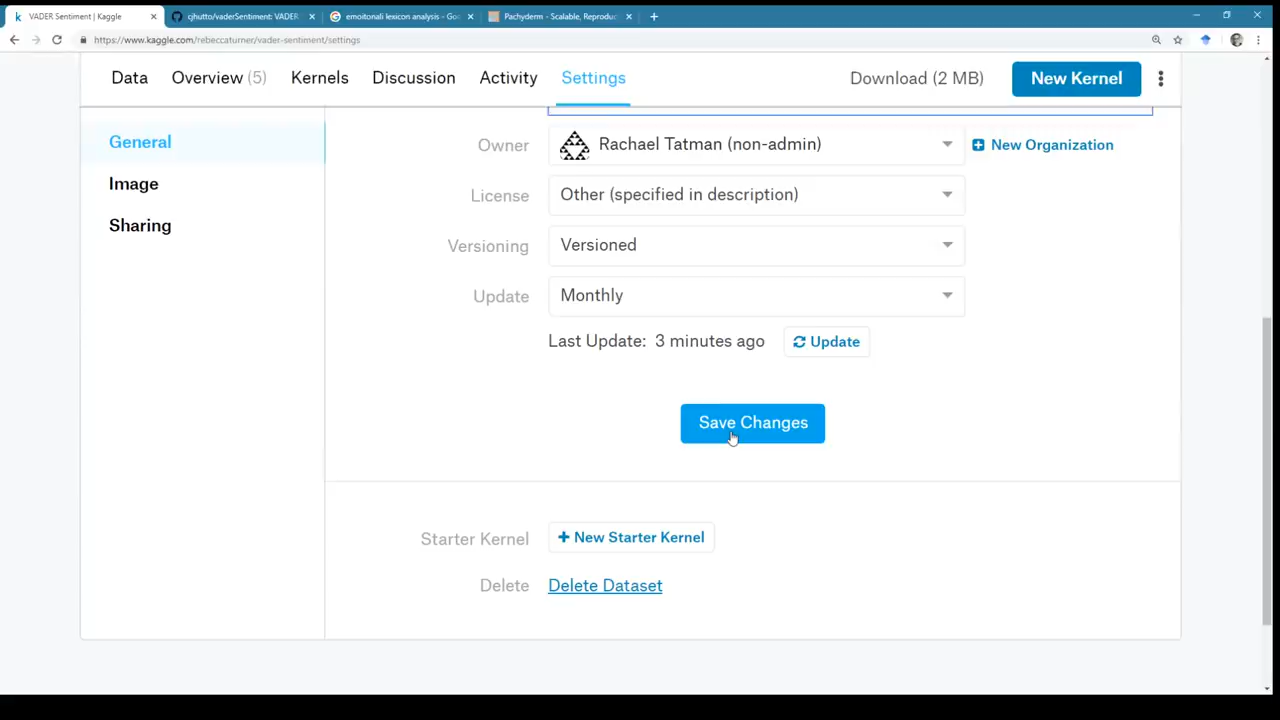 VADER Sentiment | Kaggle
cjhutto/vaderSentiment: VADER
emoitonali lexicon analysis - Goo
Pachyderm - Scalable, Reproduc
https://www.kaggle.com/rebeccaturner/vader-sentiment/settings
Data Overview (5) Kernels Discussion Activity Settings Download (2 MB) New Kernel
General
Image
Sharing
Owner Rachael Tatman (non-admin) New Organization
License Other (specified in description)
Versioning Versioned
Update Monthly
Last Update: 3 minutes ago Update
Save Changes
Starter Kernel + New Starter Kernel
Delete Delete Dataset